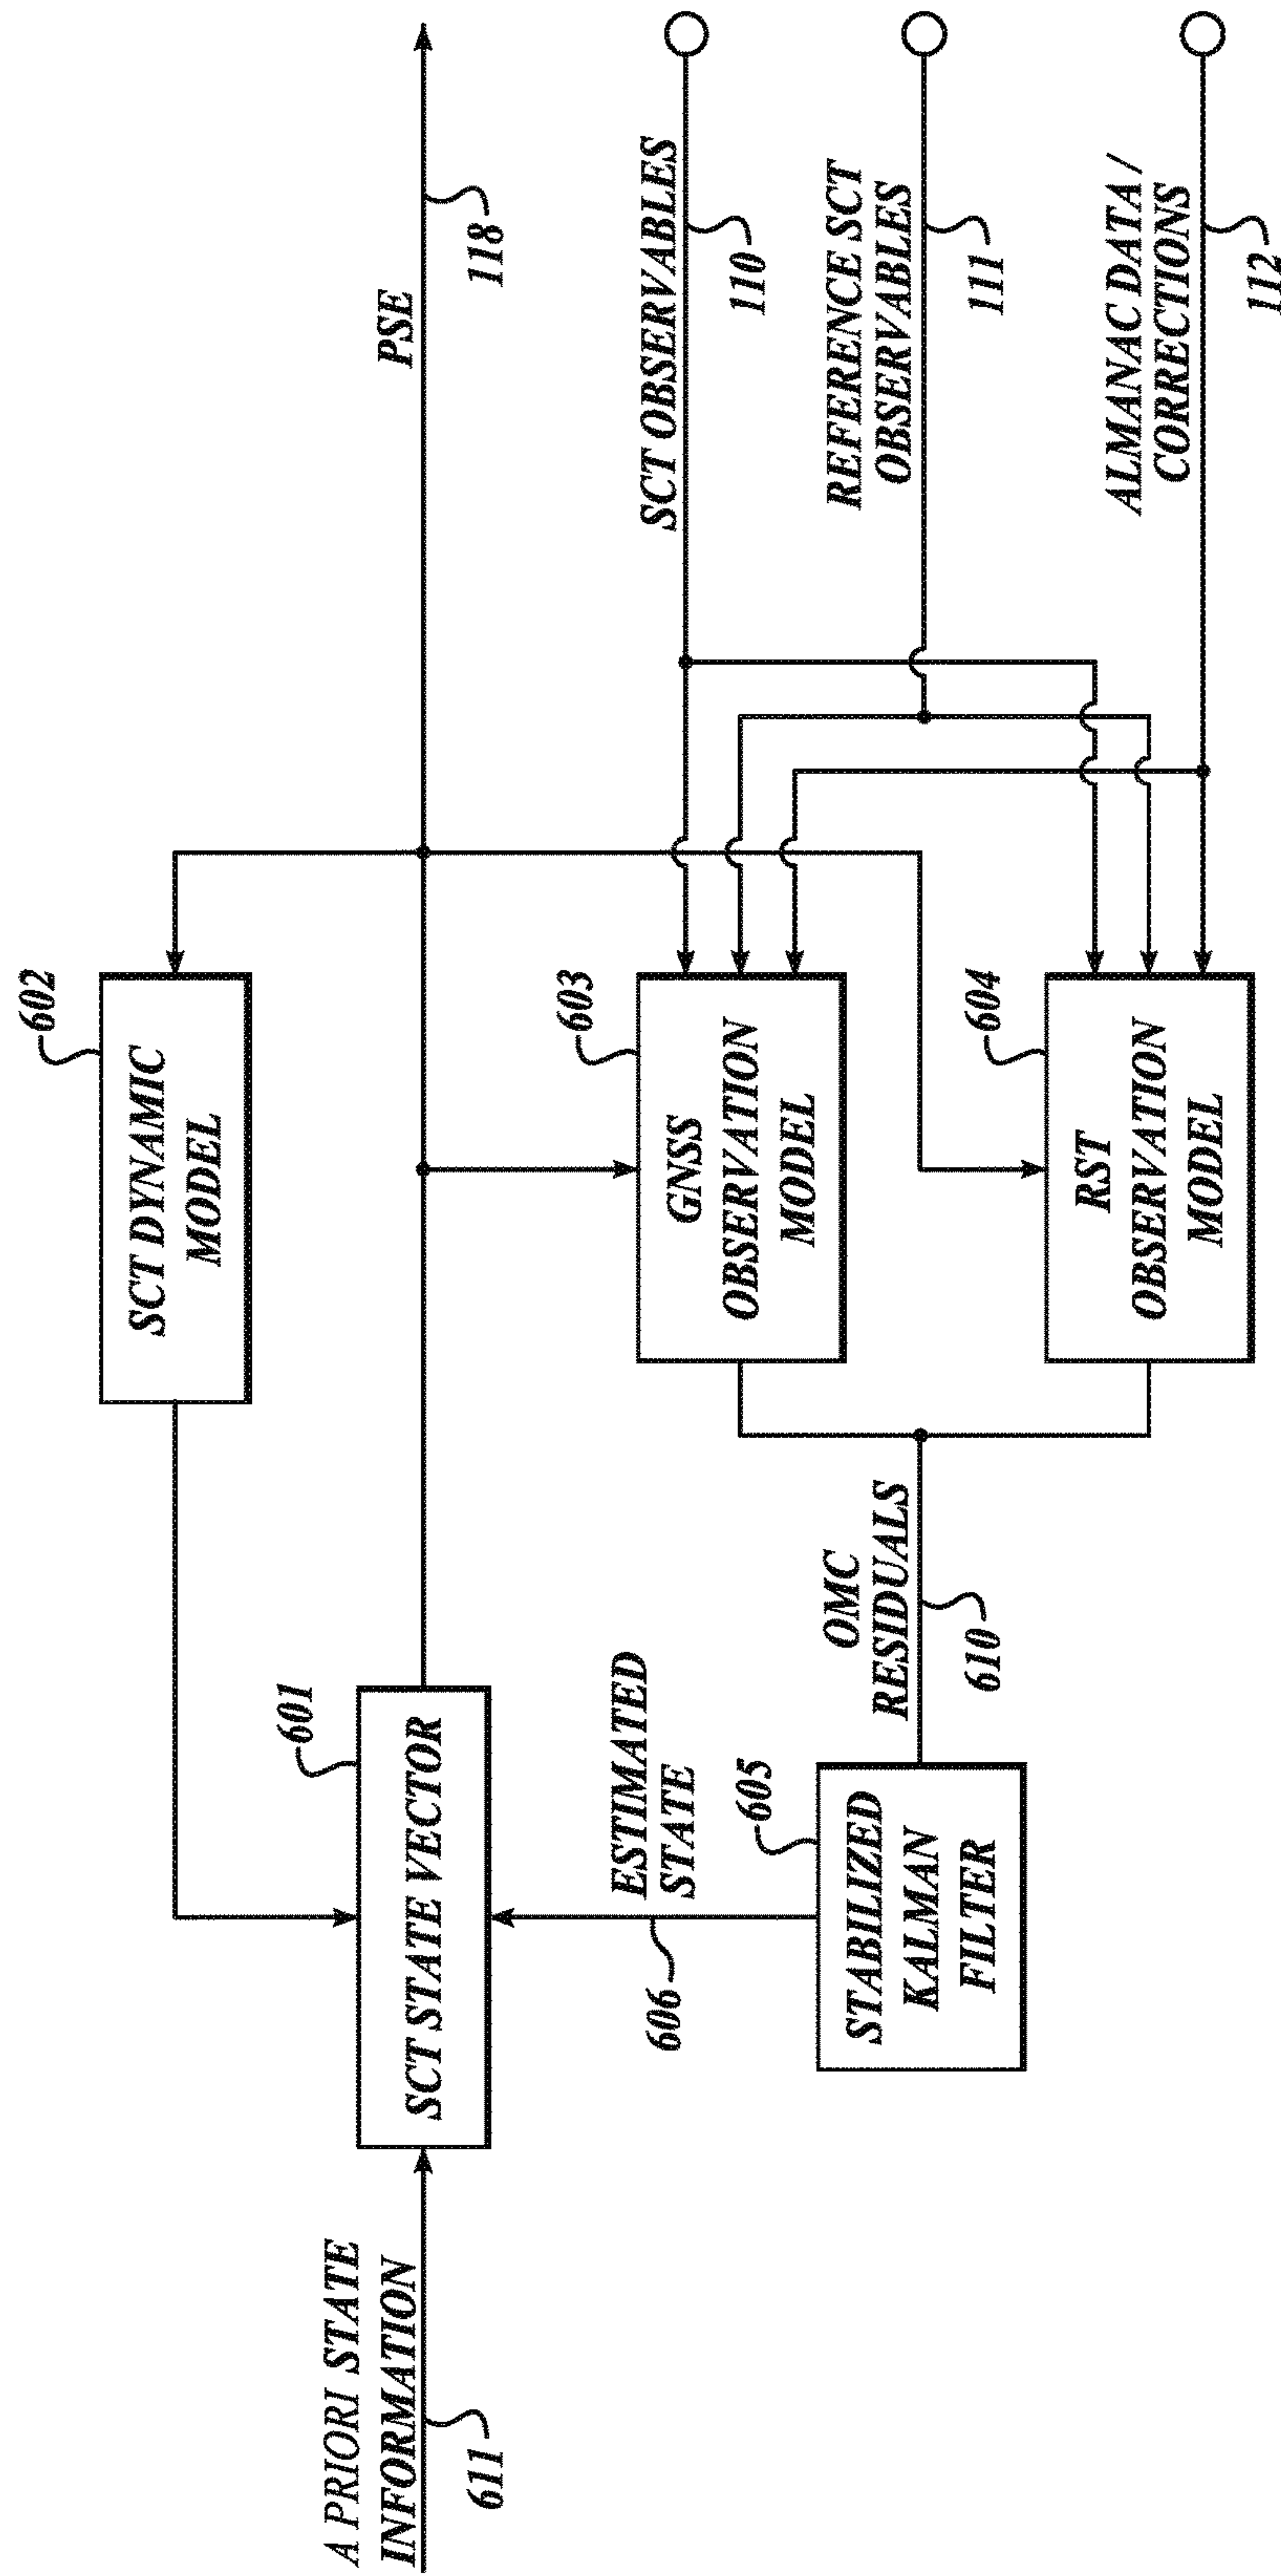 602
SCT DYNAMIC
MODEL
A PRIORI STATE
INFORMATION
611
601
SCT STATE VECTOR
PSE
118
ESTIMATED
STATE
606
603
GNSS
OBSERVATION
MODEL
SCT OBSERVABLES
110
605
STABILIZED
KALMAN
FILTER
OMC
RESIDUALS
610
REFERENCE SCT
OBSERVABLES
111
604
RST
OBSERVATION
MODEL
ALMANAC DATA /
CORRECTIONS
112